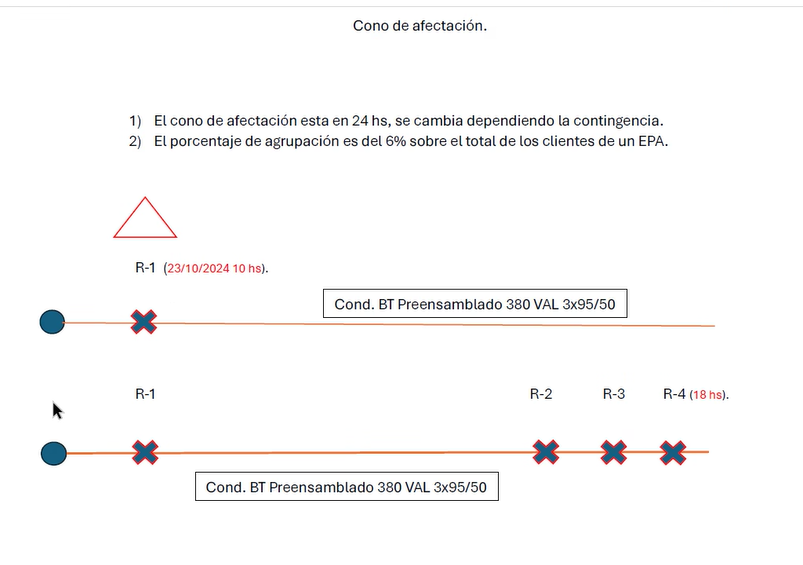 Cono de afectación.
1) El cono de afectación esta en 24 hs, se cambia dependiendo la contingencia.
2) El porcentaje de agrupación es del 6% sobre el total de los clientes de un EPA.
R-1 (23/10/2024 10 hs).
Cond. BT Preensamblado 380 VAL 3x95/50
R-1 R-2 R-3 R-4 (18 hs).
Cond. BT Preensamblado 380 VAL 3x95/50